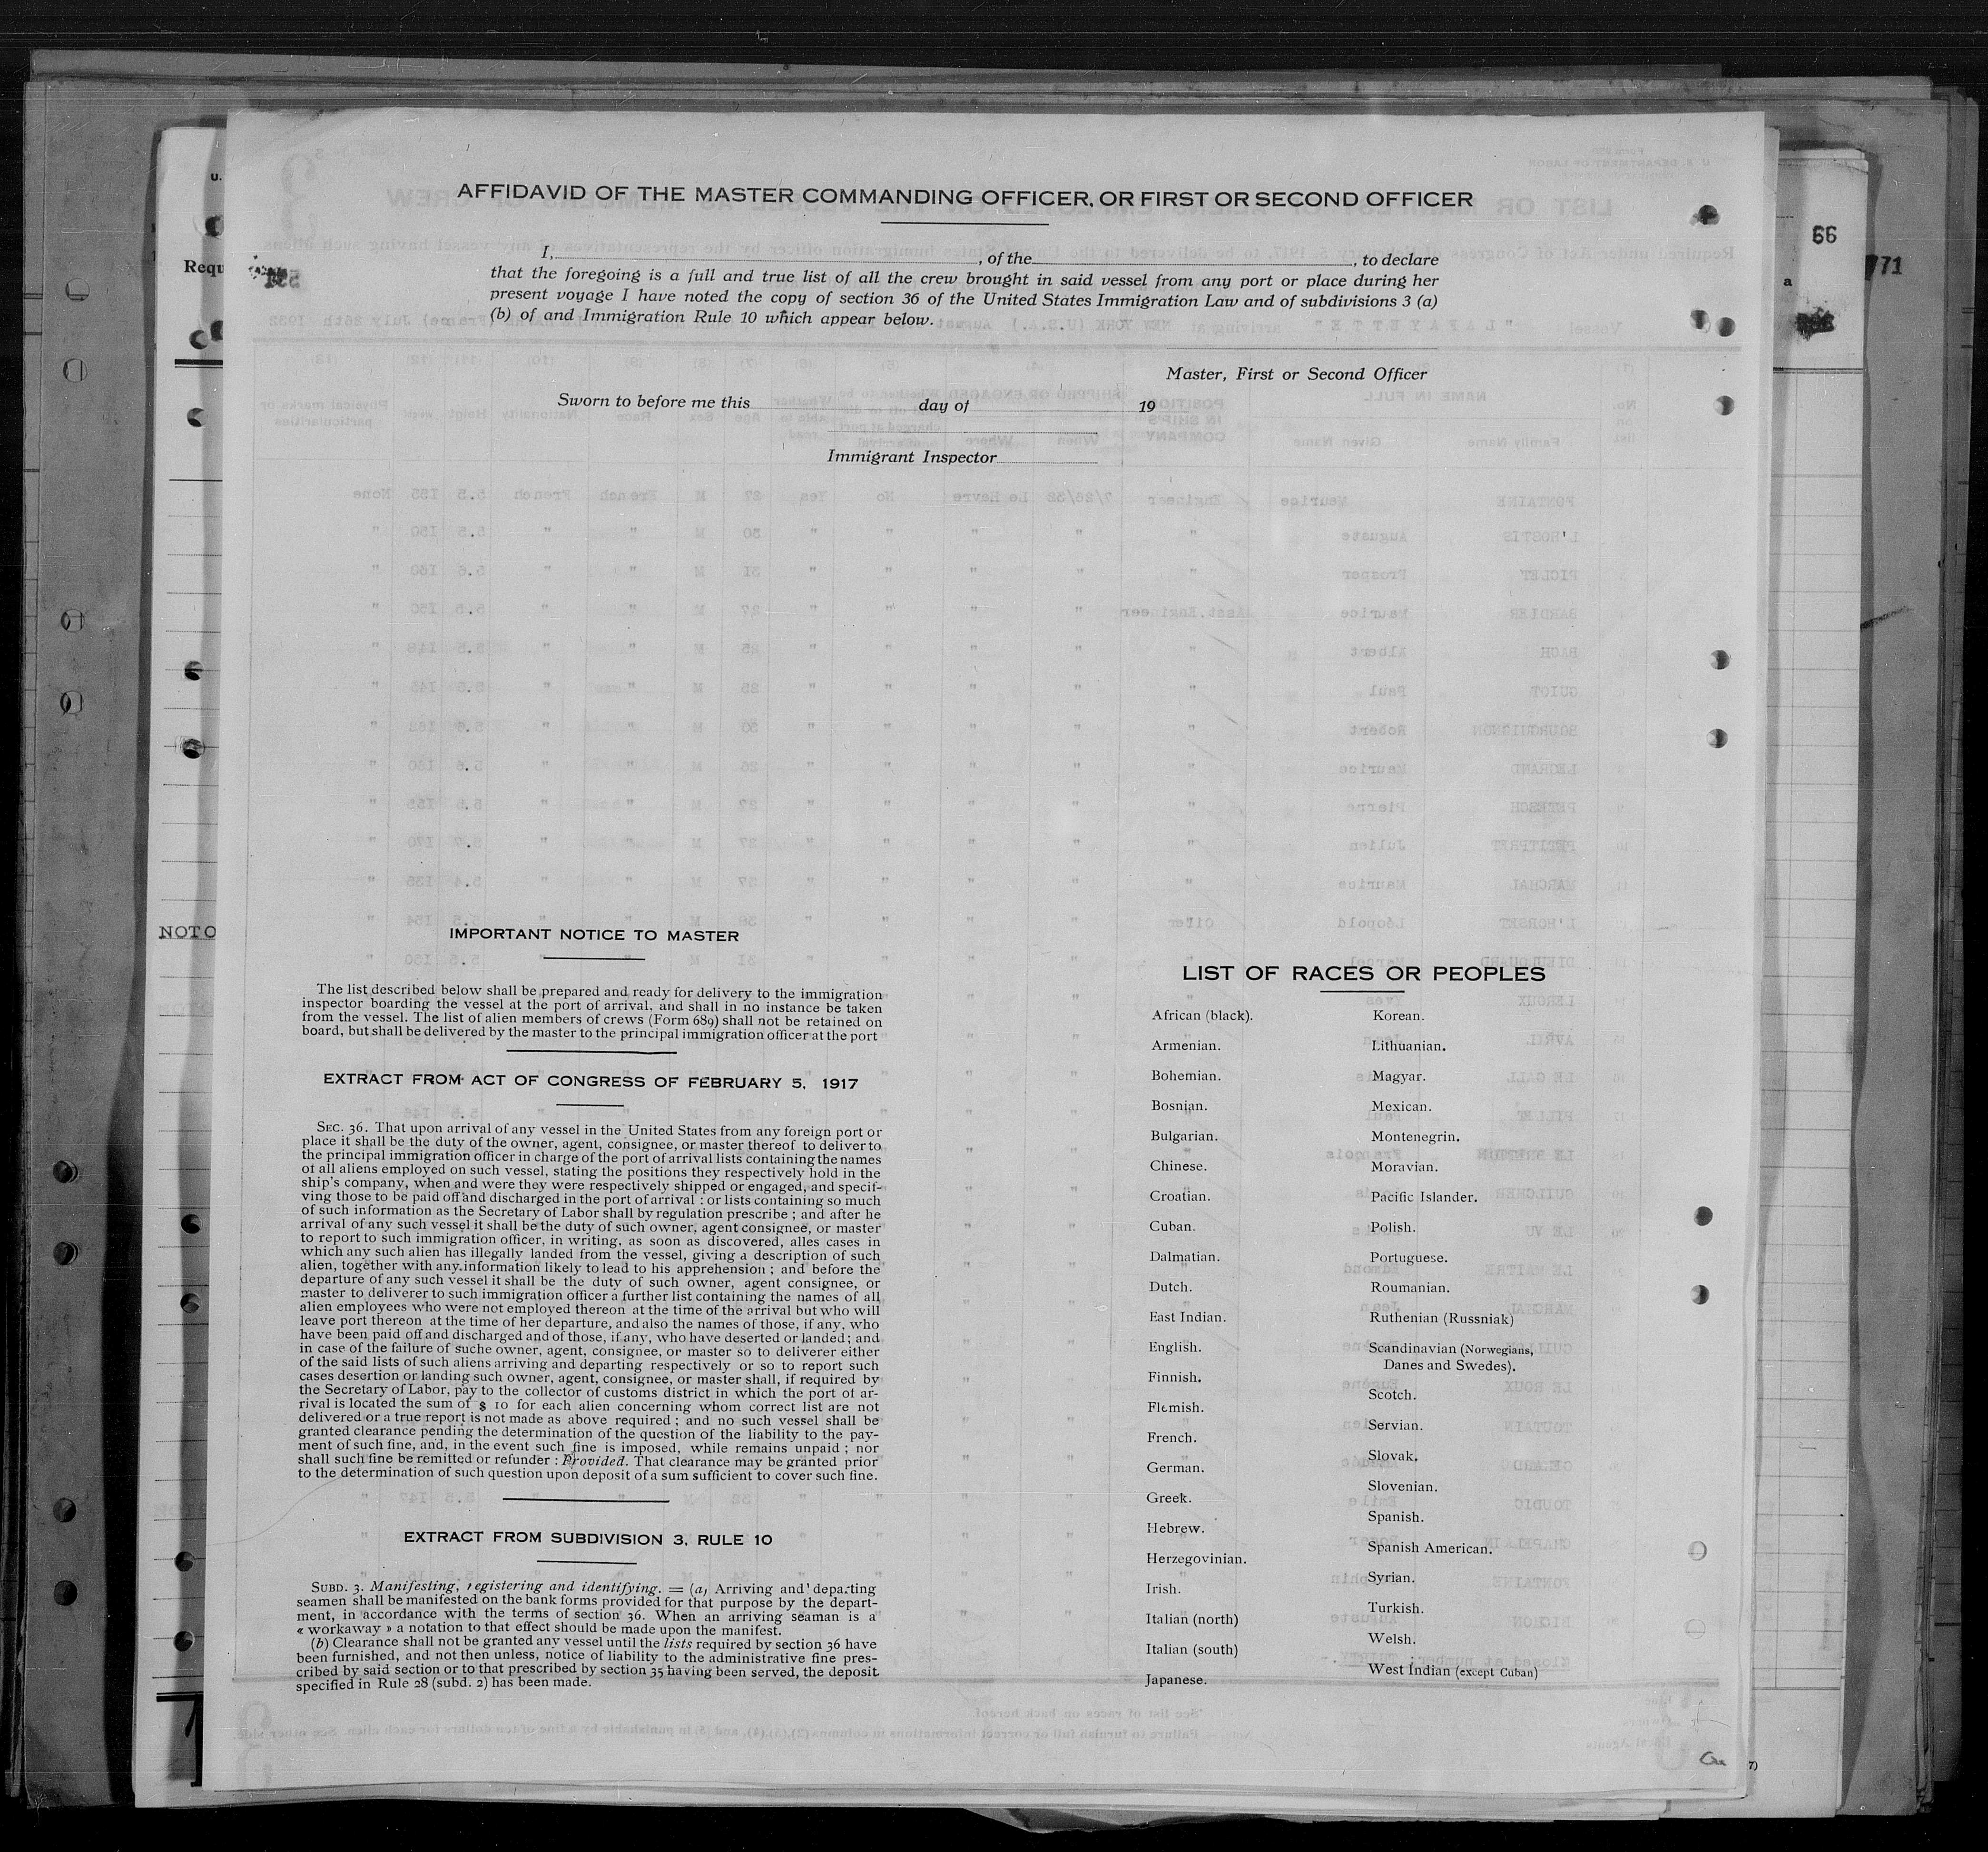 AFFIDAVID OF THE MASTER COMMANDING OFFICER, OR FIRST OR SECOND OFFICER
I, , of the , to declare
that the foregoing is a full and true list of all the crew brought in said vessel from any port or place during her
present voyage I have noted the copy of section 36 of the United States Immigration Law and of subdivisions 3 (a)
(b) of and Immigration Rule 10 which appear below.
Master, First or Second Officer
Sworn to before me this day of 19
Immigrant Inspector
IMPORTANT NOTICE TO MASTER
The list described below shall be prepared and ready for delivery to the immigration
inspector boarding the vessel at the port of arrival, and shall in no instance be taken
from the vessel. The list of alien members of crews (Form 689) shall not be retained on
board, but shall be delivered by the master to the principal immigration officer at the port
EXTRACT FROM ACT OF CONGRESS OF FEBRUARY 5, 1917
SEC. 36. That upon arrival of any vessel in the United States from any foreign port or
place it shall be the duty of the owner, agent, consignee, or master thereof to deliver to
the principal immigration officer in charge of the port of arrival lists containing the names
of all aliens employed on such vessel, stating the positions they respectively hold in the
ship's company, when and were they were respectively shipped or engaged, and specif-
ving those to be paid off and discharged in the port of arrival : or lists containing so much
of such information as the Secretary of Labor shall by regulation prescribe ; and after he
arrival of any such vessel it shall be the duty of such owner, agent consignee, or master
to report to such immigration officer, in writing, as soon as discovered, alles cases in
which any such alien has illegally landed from the vessel, giving a description of such
alien, together with any information likely to lead to his apprehension ; and before the
departure of any such vessel it shall be the duty of such owner, agent consignee, or
master to deliverer to such immigration officer a further list containing the names of all
alien employees who were not employed thereon at the time of the arrival but who will
leave port thereon at the time of her departure, and also the names of those, if any, who
have been paid off and discharged and of those, if any, who have deserted or landed ; and
in case of the failure of suche owner, agent, consignee, or master so to deliverer either
of the said lists of such aliens arriving and departing respectively or so to report such
cases desertion or landing such owner, agent, consignee, or master shall, if required by
the Secretary of Labor, pay to the collector of customs district in which the port of ar-
rival is located the sum of $ 10 for each alien concerning whom correct list are not
delivered or a true report is not made as above required ; and no such vessel shall be
granted clearance pending the determination of the question of the liability to the pay-
ment of such fine, and, in the event such fine is imposed, while remains unpaid ; nor
shall such fine be remitted or refunder : Provided. That clearance may be granted prior
to the determination of such question upon deposit of a sum sufficient to cover such fine.
EXTRACT FROM SUBDIVISION 3, RULE 10
SUBD. 3. Manifesting, registering and identifying. = (a) Arriving and departing
seamen shall be manifested on the bank forms provided for that purpose by the depart-
ment, in accordance with the terms of section 36. When an arriving seaman is a
« workaway » a notation to that effect should be made upon the manifest.
(b) Clearance shall not be granted any vessel until the lists required by section 36 have
been furnished, and not then unless, notice of liability to the administrative fine pres-
cribed by said section or to that prescribed by section 35 having been served, the deposit
specified in Rule 28 (subd. 2) has been made.
LIST OF RACES OR PEOPLES
African (black).
Armenian.
Bohemian.
Bosnian.
Bulgarian.
Chinese.
Croatian.
Cuban.
Dalmatian.
Dutch.
East Indian.
English.
Finnish.
Flemish.
French.
German.
Greek.
Hebrew.
Herzegovinian.
Irish.
Italian (north)
Italian (south)
Japanese.
Korean.
Lithuanian.
Magyar.
Mexican.
Montenegrin.
Moravian.
Pacific Islander.
Polish.
Portuguese.
Roumanian.
Ruthenian (Russniak)
Scandinavian (Norwegians,
Danes and Swedes).
Scotch.
Servian.
Slovak.
Slovenian.
Spanish.
Spanish American.
Syrian.
Turkish.
Welsh.
West Indian (except Cuban)
u.
Requ
NOTO
66
71
a
7)